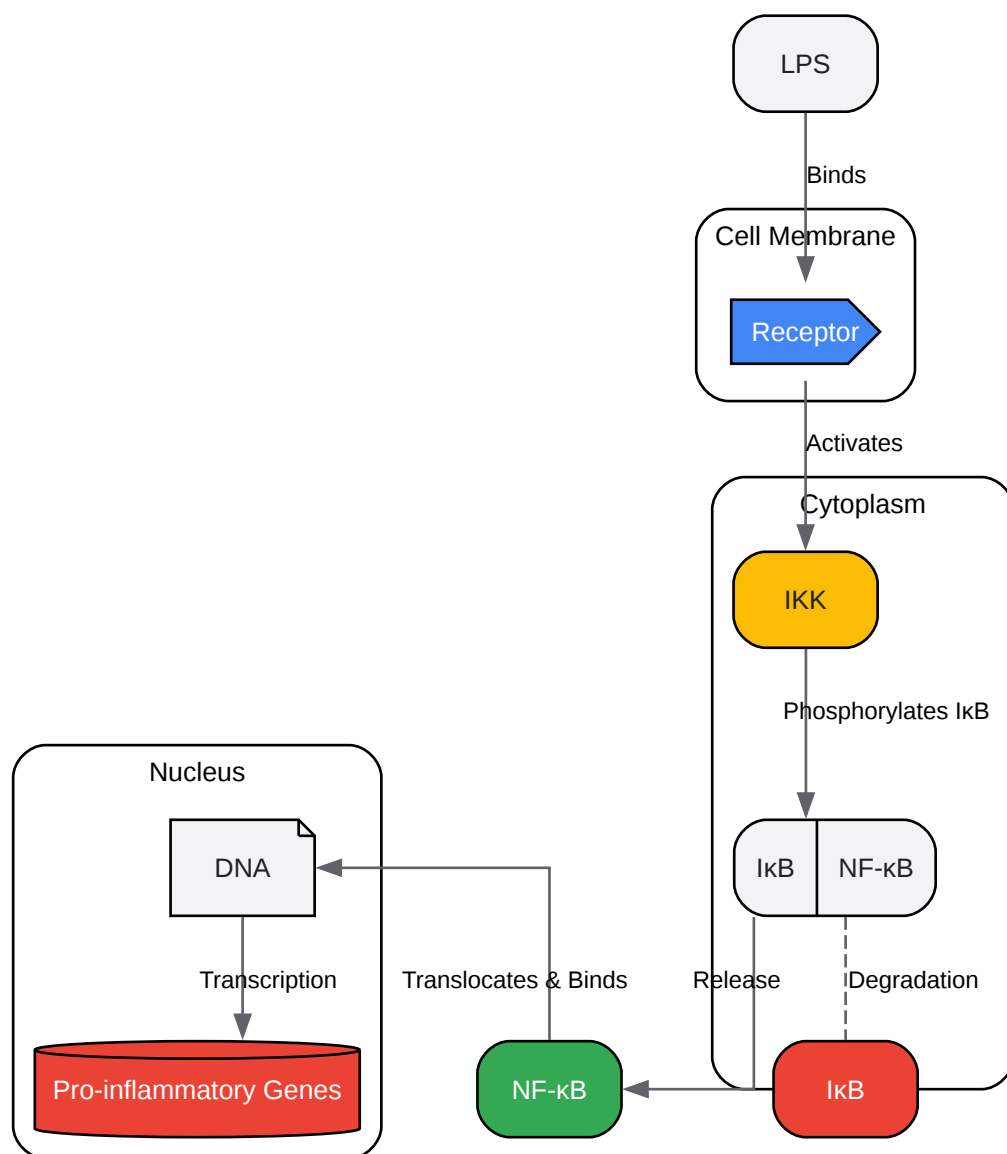 LPS
Binds
Cell Membrane
Receptor
Activates
Cytoplasm
IKK
Phosphorylates IκB
Nucleus
DNA
IκB
NF-κB
Transcription
Translocates & Binds
Release
Degradation
Pro-inflammatory Genes
NF-κB
IκB